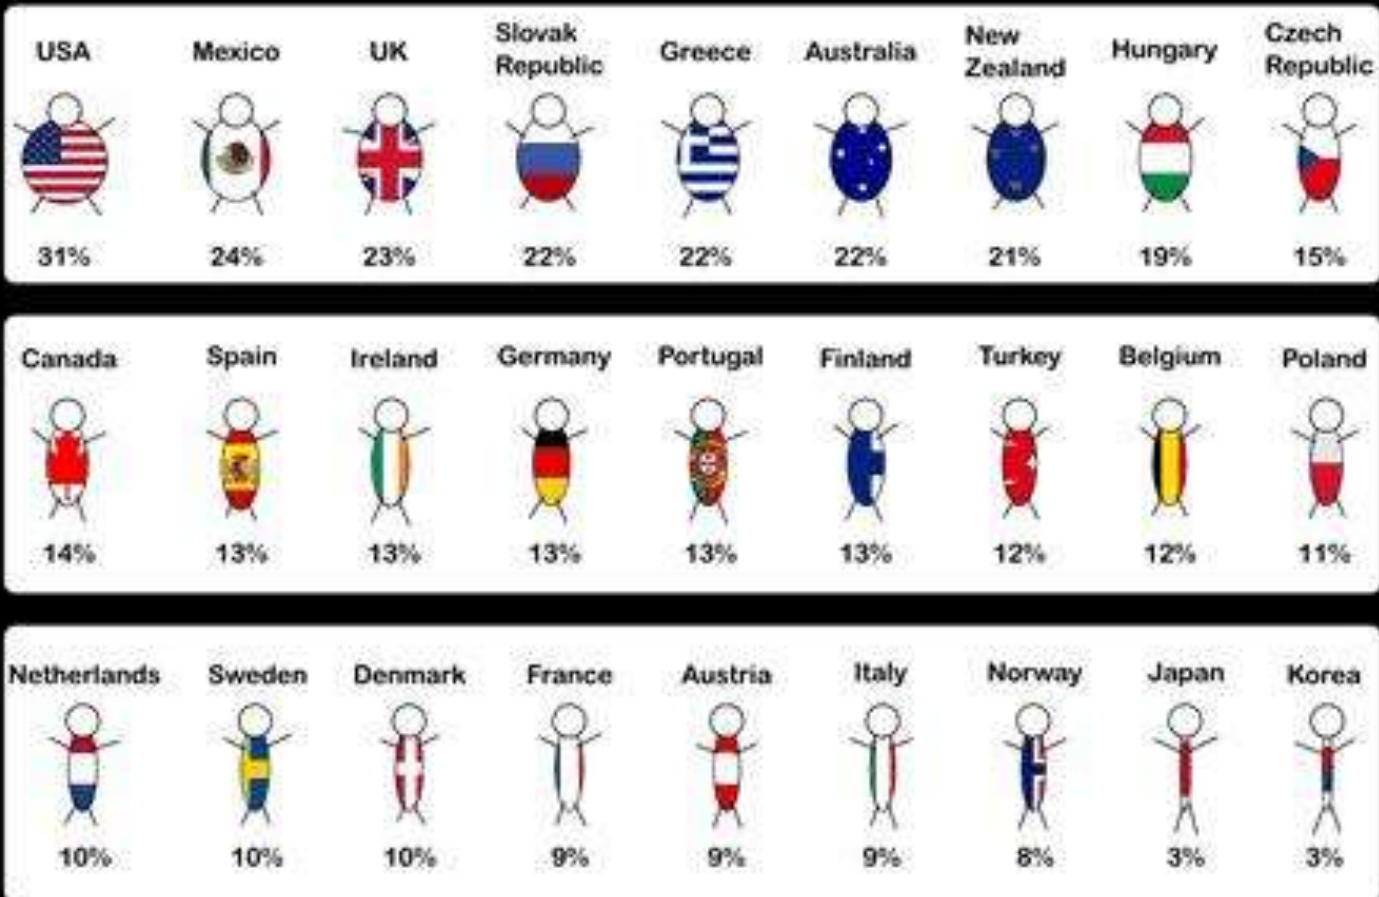 USA Mexico UK Slovak Republic Greece Australia New Zealand Hungary Czech Republic
31% 24% 23% 22% 22% 22% 21% 19% 15%
Canada Spain Ireland Germany Portugal Finland Turkey Belgium Poland
14% 13% 13% 13% 13% 13% 12% 12% 11%
Netherlands Sweden Denmark France Austria Italy Norway Japan Korea
10% 10% 10% 9% 9% 9% 8% 3% 3%